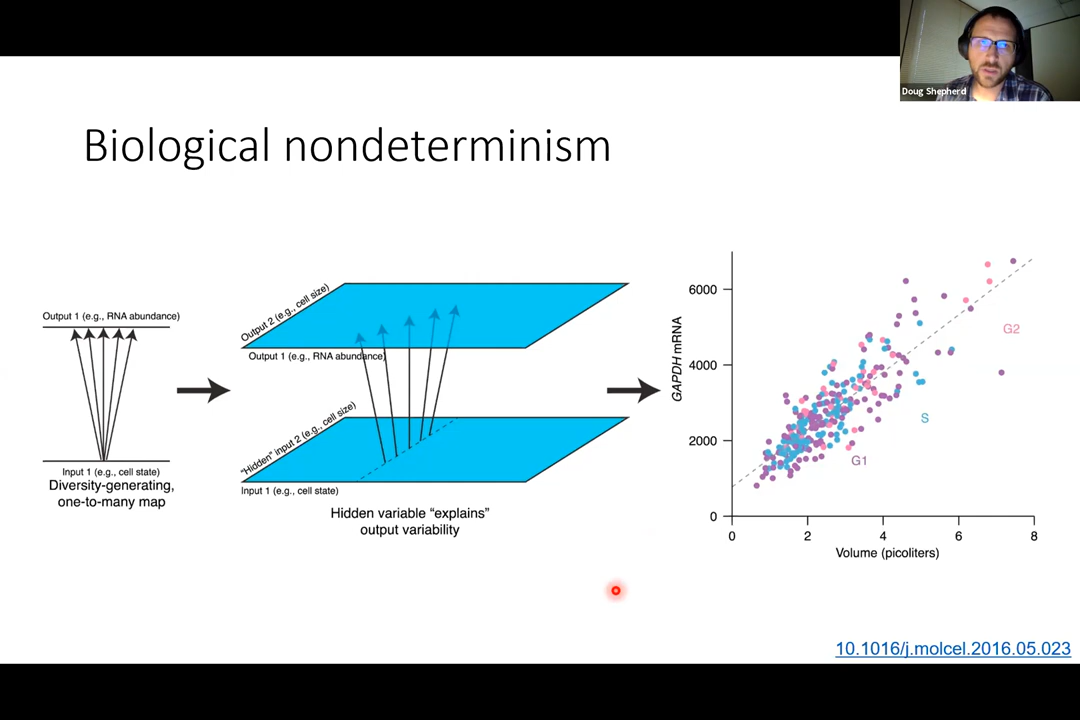 Doug Shepherd
Biological nondeterminism
Output 1 (e.g., RNA abundance)
Input 1 (e.g., cell state)
Diversity-generating,
one-to-many map
Output 2 (e.g., cell size)
Output 1 (e.g., RNA abundance)
"Hidden" input 2 (e.g., cell size)
Input 1 (e.g., cell state)
Hidden variable “explains”
output variability
GAPDH mRNA
6000
4000
2000
0
G2
S
G1
0 2 4 6 8
Volume (picoliters)
10.1016/j.molcel.2016.05.023